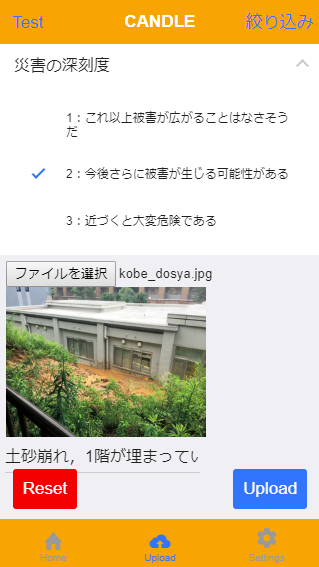 Test
CANDLE
絞り込み
災害の深刻度
1：これ以上被害が広がることはなさそう
だ
2：今後さらに被害が生じる可能性がある
3：近づくと大変危険である
ファイルを選択 kobe_dosya.jpg
土砂崩れ，1階が埋まってい
Reset
Upload
Home
Upload
Settings